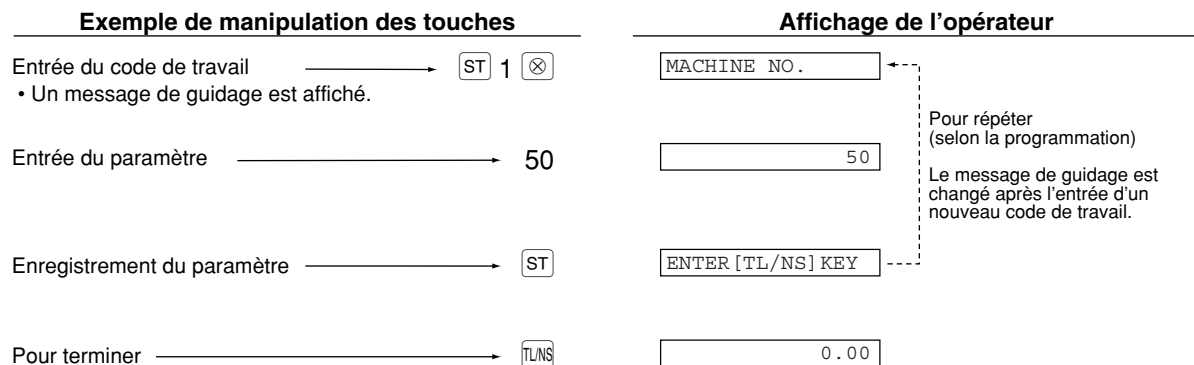 Exemple de manipulation des touches
Affichage de l'opérateur
Entrée du code de travail
ST 1 ⊗
MACHINE NO.
• Un message de guidage est affiché.
Pour répéter
(selon la programmation)
Entrée du paramètre
50
50
Le message de guidage est
changé après l'entrée d'un
nouveau code de travail.
Enregistrement du paramètre
ST
ENTER[TL/NS]KEY
Pour terminer
TL/NS
0.00